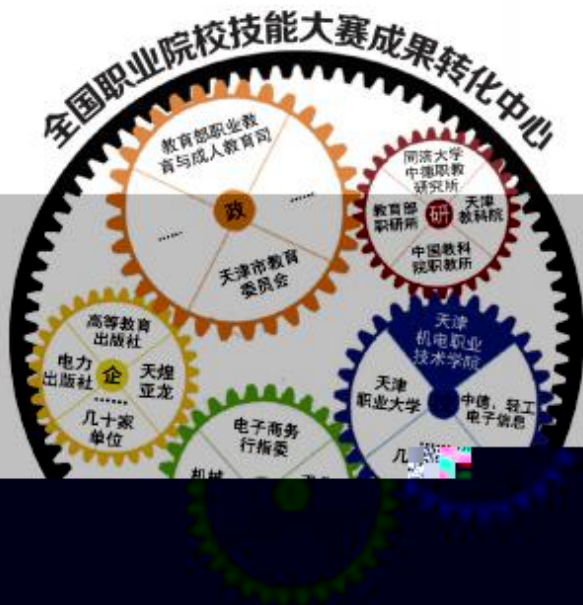 全国职业院校技能大赛成果转化中心
教育部职业教
育与成人教育司
……
……
政
天津市教育
委员会
同济大学
中德职教
研究所
教育部
职研所
研
天津
教科院
中国教科
院职教所
高等教育
出版社
电力
出版社
企
天煌
亚龙
……
几十家
单位
天津
机电职业
技术学院
天津
职业大学
中德、轻工
电子信息
……
几
电子商务
行指委
机械